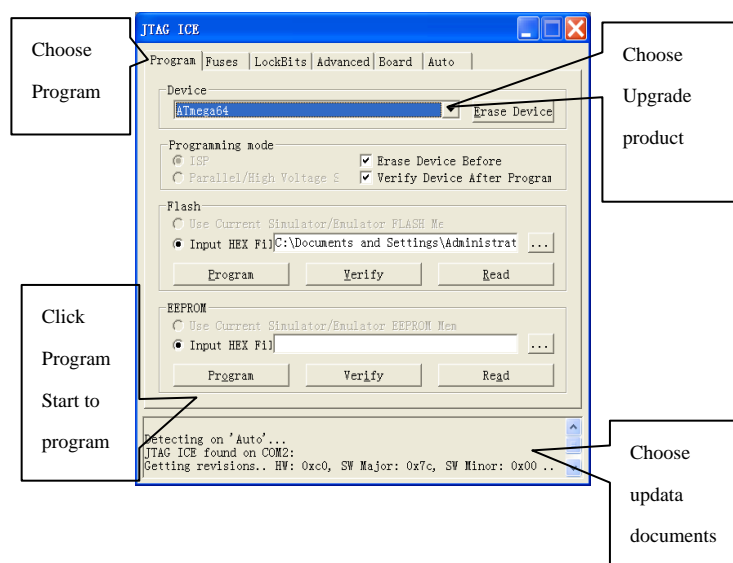 JTAG ICE
Choose
Program
Program Fuses LockBits Advanced Board Auto
Choose
Upgrade
product
Device
ATmega64
Erase Device
Programming mode
ISP
Erase Device Before
Parallel/High Voltage S
Verify Device After Program
Flash
Use Current Simulator/Emulator FLASH Me
Input HEX Fil C:\Documents and Settings\Administrat ...
Program Verify Read
EEPROM
Use Current Simulator/Emulator EEPROM Mem
Input HEX Fil ...
Program Verify Read
Click
Program
Start to
program
Detecting on 'Auto'...
JTAG ICE found on COM2:
Getting revisions.. HW: 0xc0, SW Major: 0x7c, SW Minor: 0x00 ..
Choose
updata
documents